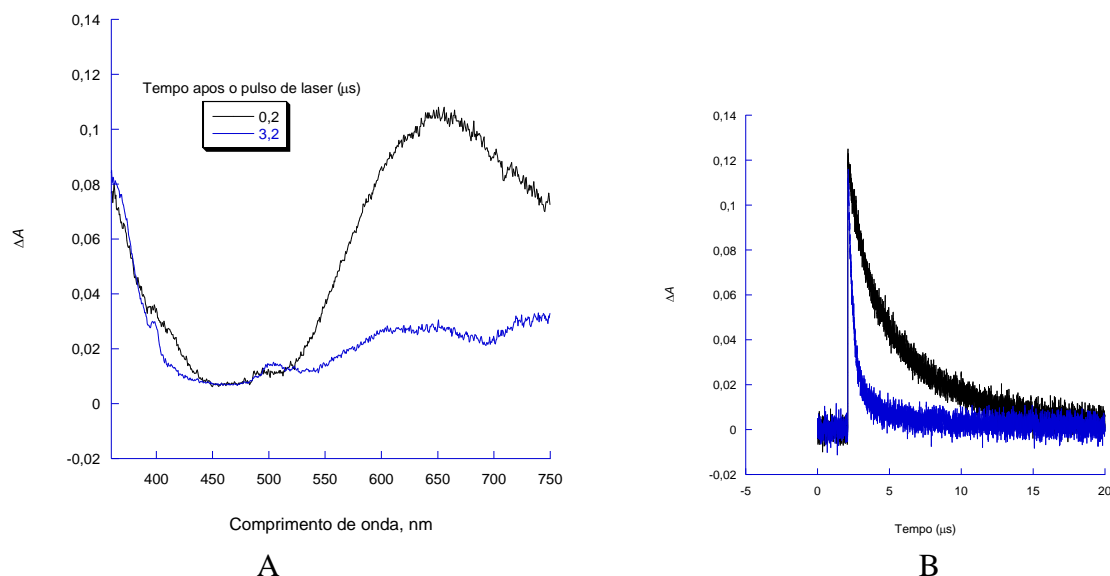 0,14
0,12
0,1
0,08
0,06
0,04
0,02
0
-0,02
ΔA
Tempo apos o pulso de laser (μs)
0,2
3,2
400 450 500 550 600 650 700 750
Comprimento de onda, nm
A
0,14
0,12
0,1
0,08
0,06
0,04
0,02
0
-0,02
ΔA
-5 0 5 10 15 20
Tempo (μs)
B